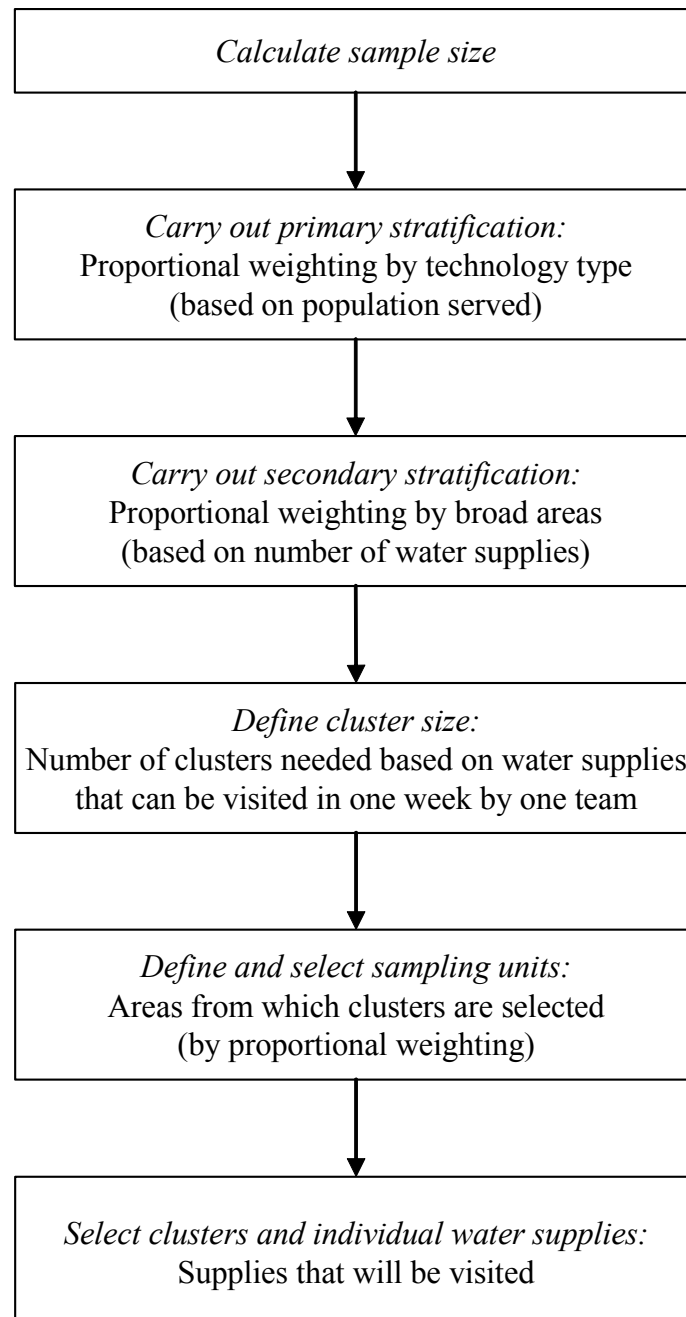 Calculate sample size
Carry out primary stratification:
Proportional weighting by technology type
(based on population served)
Carry out secondary stratification:
Proportional weighting by broad areas
(based on number of water supplies)
Define cluster size:
Number of clusters needed based on water supplies
that can be visited in one week by one team
Define and select sampling units:
Areas from which clusters are selected
(by proportional weighting)
Select clusters and individual water supplies:
Supplies that will be visited